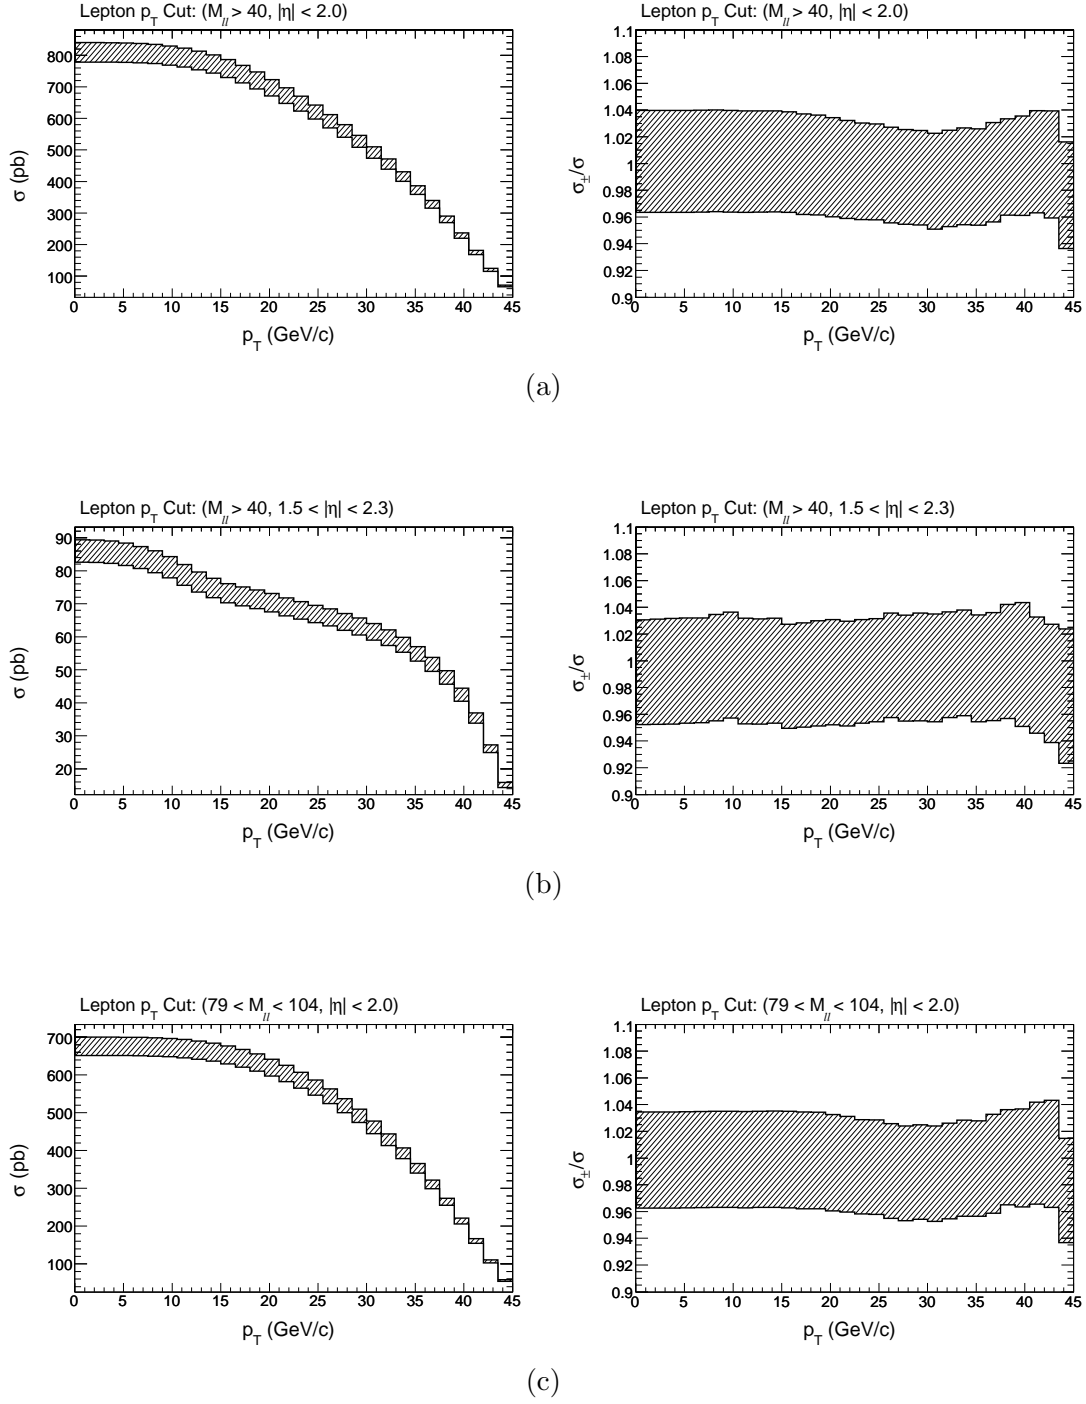 Lepton p_T Cut: (M_ll > 40, |η| < 2.0)
σ (pb)
800
700
600
500
400
300
200
100
0 5 10 15 20 25 30 35 40 45
p_T (GeV/c)
Lepton p_T Cut: (M_ll > 40, |η| < 2.0)
σ_±/σ
1.1
1.08
1.06
1.04
1.02
1
0.98
0.96
0.94
0.92
0.9
0 5 10 15 20 25 30 35 40 45
p_T (GeV/c)
(a)
Lepton p_T Cut: (M_ll > 40, 1.5 < |η| < 2.3)
σ (pb)
90
80
70
60
50
40
30
20
0 5 10 15 20 25 30 35 40 45
p_T (GeV/c)
Lepton p_T Cut: (M_ll > 40, 1.5 < |η| < 2.3)
σ_±/σ
1.1
1.08
1.06
1.04
1.02
1
0.98
0.96
0.94
0.92
0.9
0 5 10 15 20 25 30 35 40 45
p_T (GeV/c)
(b)
Lepton p_T Cut: (79 < M_ll < 104, |η| < 2.0)
σ (pb)
700
600
500
400
300
200
100
0 5 10 15 20 25 30 35 40 45
p_T (GeV/c)
Lepton p_T Cut: (79 < M_ll < 104, |η| < 2.0)
σ_±/σ
1.1
1.08
1.06
1.04
1.02
1
0.98
0.96
0.94
0.92
0.9
0 5 10 15 20 25 30 35 40 45
p_T (GeV/c)
(c)